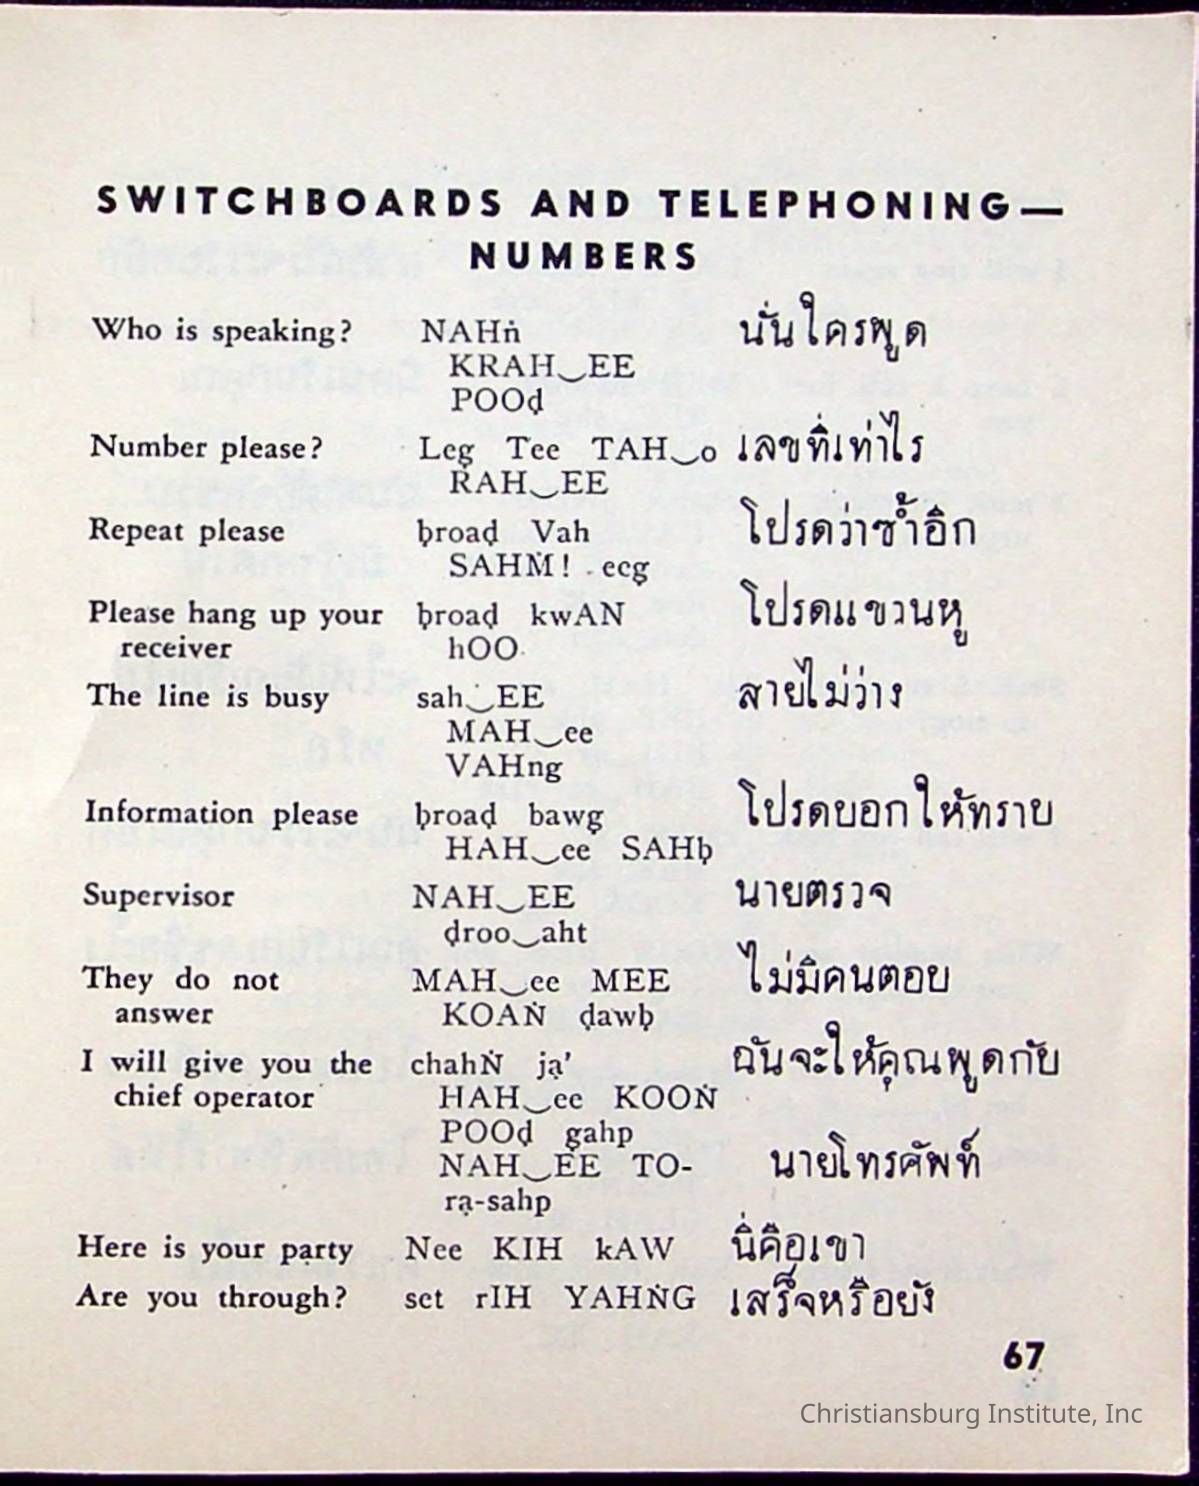 SWITCHBOARDS AND TELEPHONING—
NUMBERS
Who is speaking? NAHṅ นั่นใครพูด
KRAH‿EE
POOḍ
Number please? Leg̣ Tee TAH‿o เลขที่เท่าไร
RAH‿EE
Repeat please ḅroaḍ Vah โปรดว่าซ้ำอีก
SAHṀ! eeg̣
Please hang up your ḅroaḍ kwAN โปรดแขวนหู
receiver hOO
The line is busy sah‿EE สายไม่ว่าง
MAH‿ee
VAHng
Information please ḅroaḍ bawg̣ โปรดบอกให้ทราบ
HAH‿ee SAHḅ
Supervisor NAH‿EE นายตรวจ
ḍroo‿aht
They do not MAH‿ee MEE ไม่มีคนตอบ
answer KOAṄ ḍawḅ
I will give you the chahṄ jạ' ฉันจะให้คุณพูดกับ
chief operator HAH‿ee KOOṄ
POOḍ g̣ahp
NAH‿EE TO- นายโทรศัพท์
rạ-sahp
Here is your party Nee KIH kAW นี่คือเขา
Are you through? set rIH YAHṄG เสร็จหรือยัง
67
Christiansburg Institute, Inc